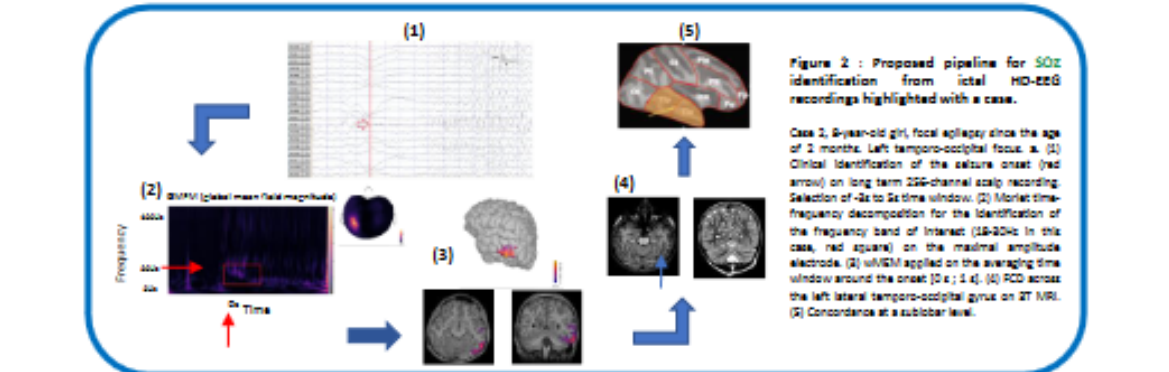 (1)
(5)
Figure 2 : Proposed pipeline for SOZ
identification from ictal HD-EEG
recordings highlighted with a case.
Case 2, 8-year-old girl, focal epilepsy since the age
of 2 months. Left temporo-occipital focus. a. (1)
Clinical identification of the seizure onset (red
arrow) on long term 256-channel scalp recording.
Selection of -3s to 5s time window. (2) Morlet time-
frequency decomposition for the identification of
the frequency band of interest (18-30Hz in this
case, red square) on the maximal amplitude
electrode. (3) wMEM applied on the averaging time
window around the onset [0 s ; 1 s]. (4) FCD across
the left lateral temporo-occipital gyrus on 3T MRI.
(5) Concordance at a sublobar level.
(2)
GMFM (global mean field magnitude)
Frequency
0s
Time
(3)
(4)